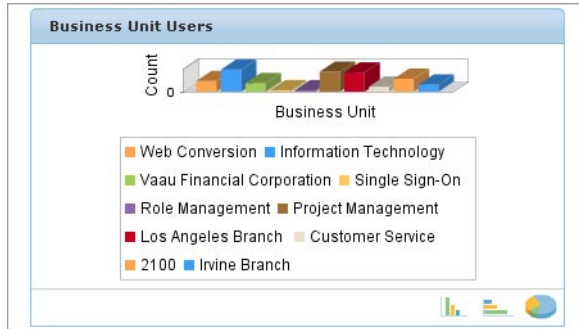 Business Unit Users
Count
0
Business Unit
Web Conversion Information Technology
Vaau Financial Corporation Single Sign-On
Role Management Project Management
Los Angeles Branch Customer Service
2100 Irvine Branch